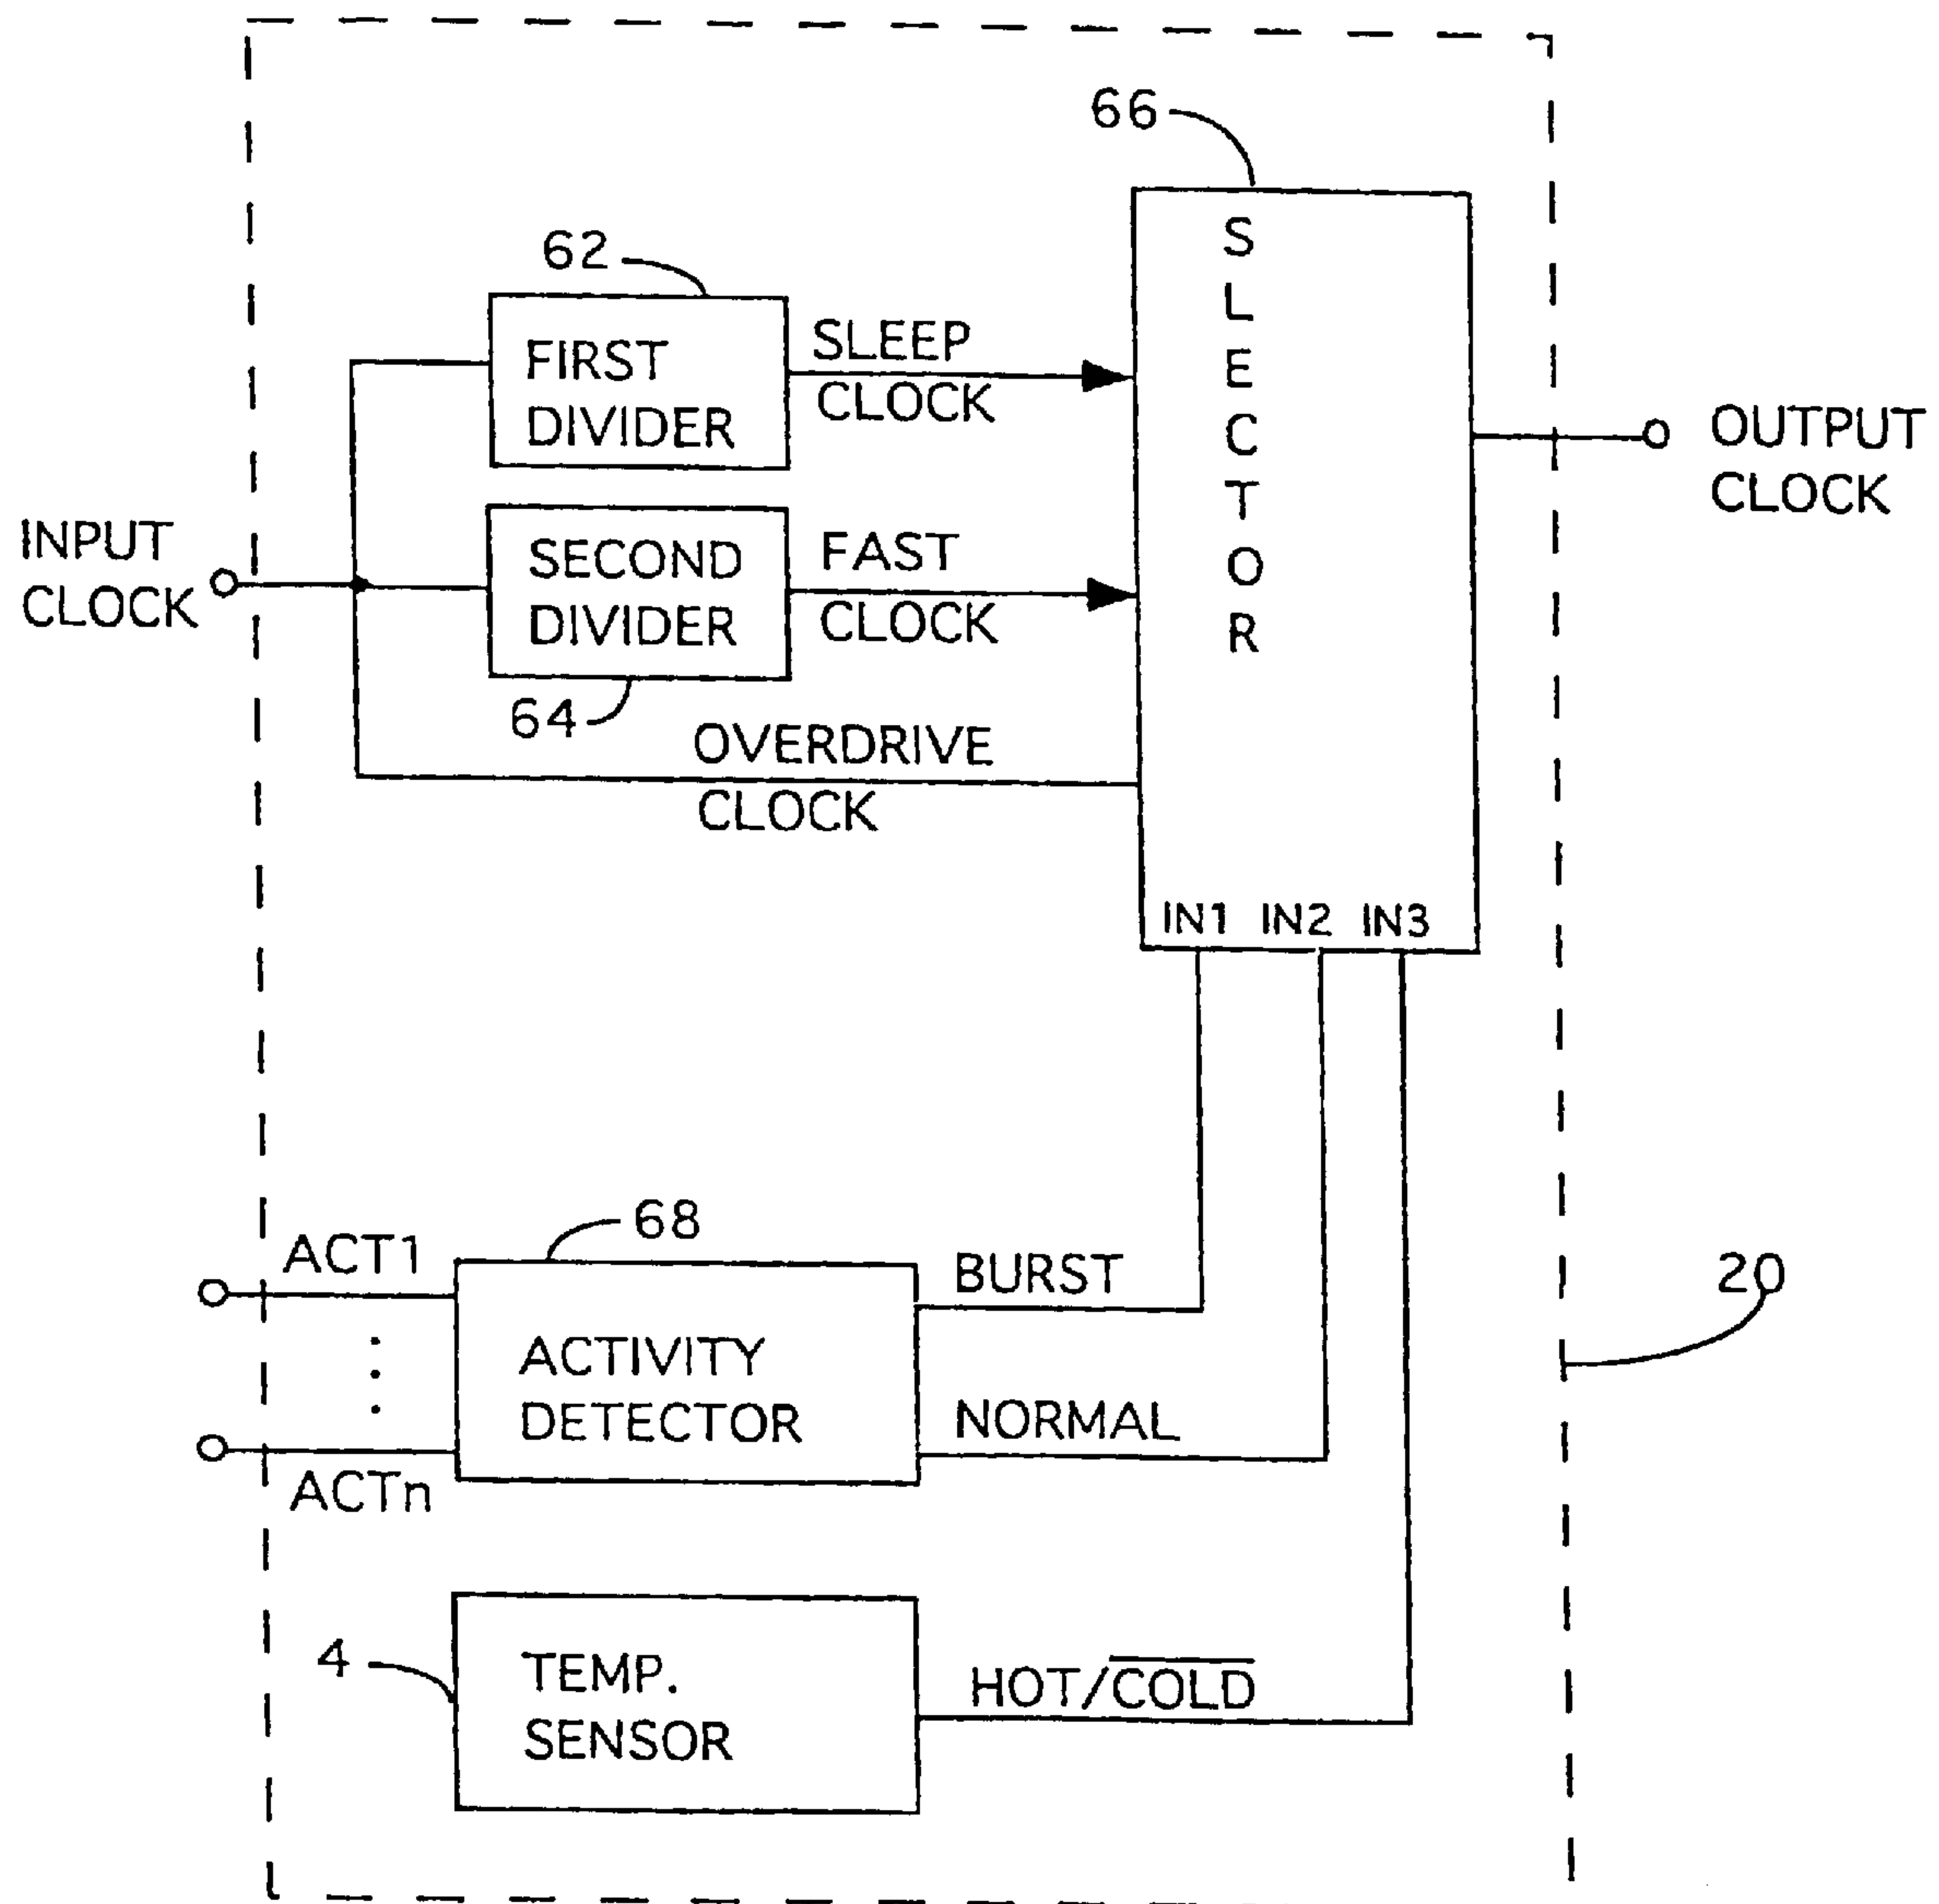 66
S
L
E
C
T
O
R
62
FIRST
DIVIDER
SLEEP
CLOCK
OUTPUT
CLOCK
INPUT
CLOCK
SECOND
DIVIDER
FAST
CLOCK
64
OVERDRIVE
CLOCK
IN1 IN2 IN3
68
ACT1
BURST
20
ACTIVITY
DETECTOR
NORMAL
ACTn
4
TEMP.
SENSOR
HOT/C̅O̅L̅D̅